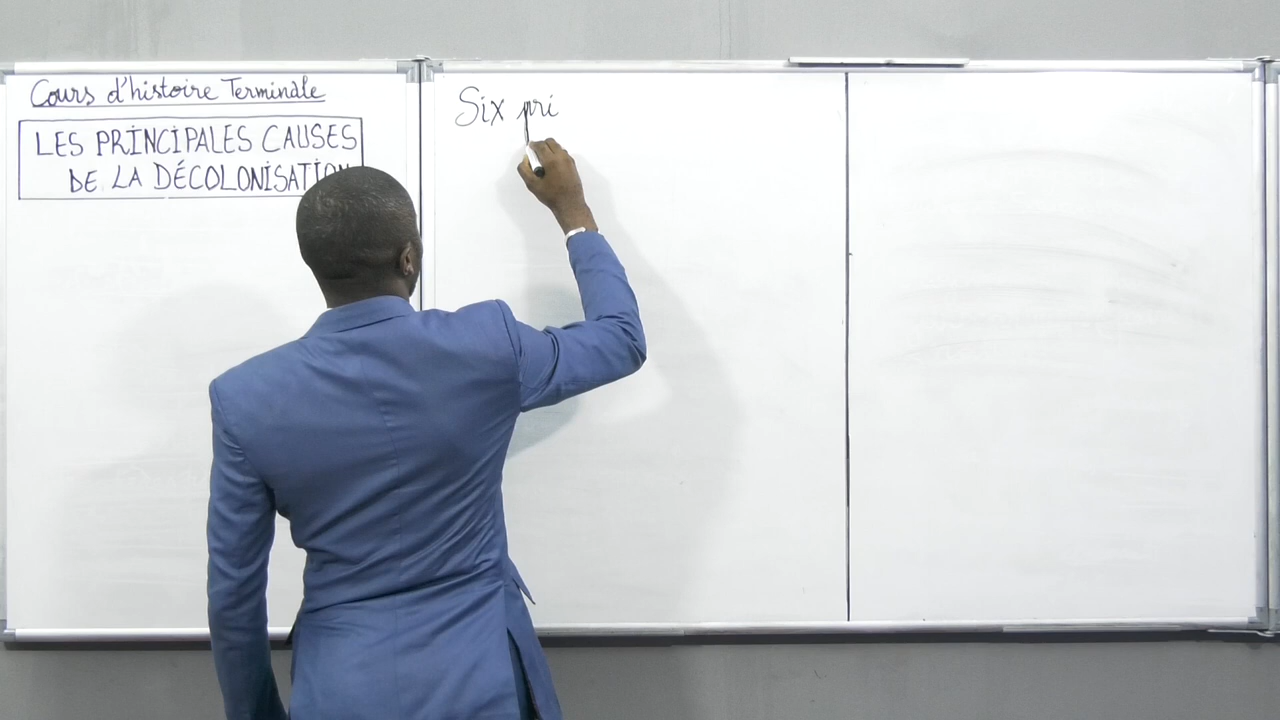 Cours d'histoire Terminale
LES PRINCIPALES CAUSES
DE LA DÉCOLONISATION
Six pri